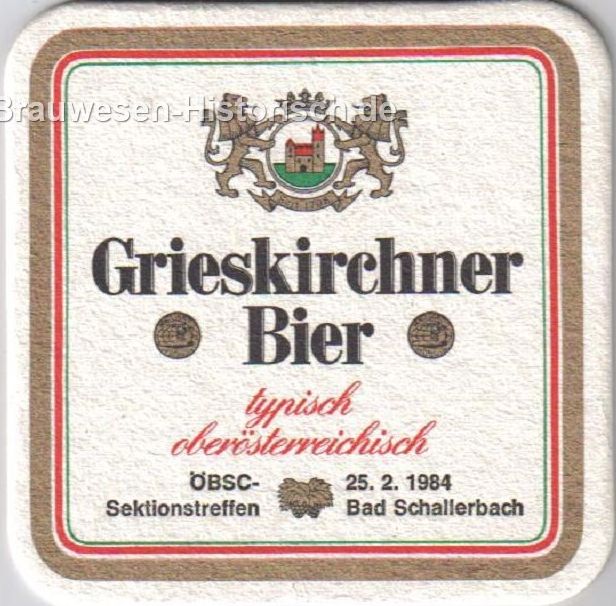 Brauwesen-Historisch.de
Grieskirchner
Bier
typisch
oberösterreichisch
ÖBSC-
Sektionstreffen
25. 2. 1984
Bad Schallerbach